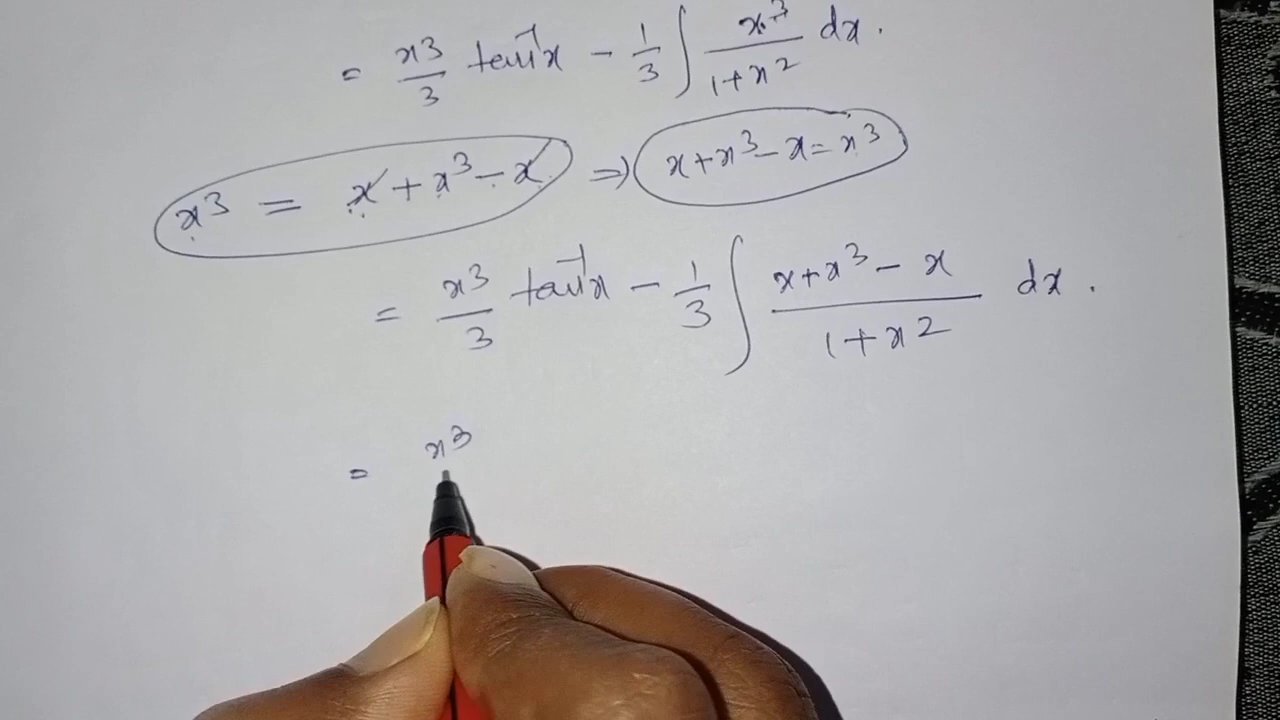 = x³/3 tan⁻¹x - 1/3 ∫ x³/1+x² dx.
x³ = x + x³ - x ⇒ x+x³-x=x³
= x³/3 tan⁻¹x - 1/3 ∫ x+x³-x/1+x² dx.
= x³